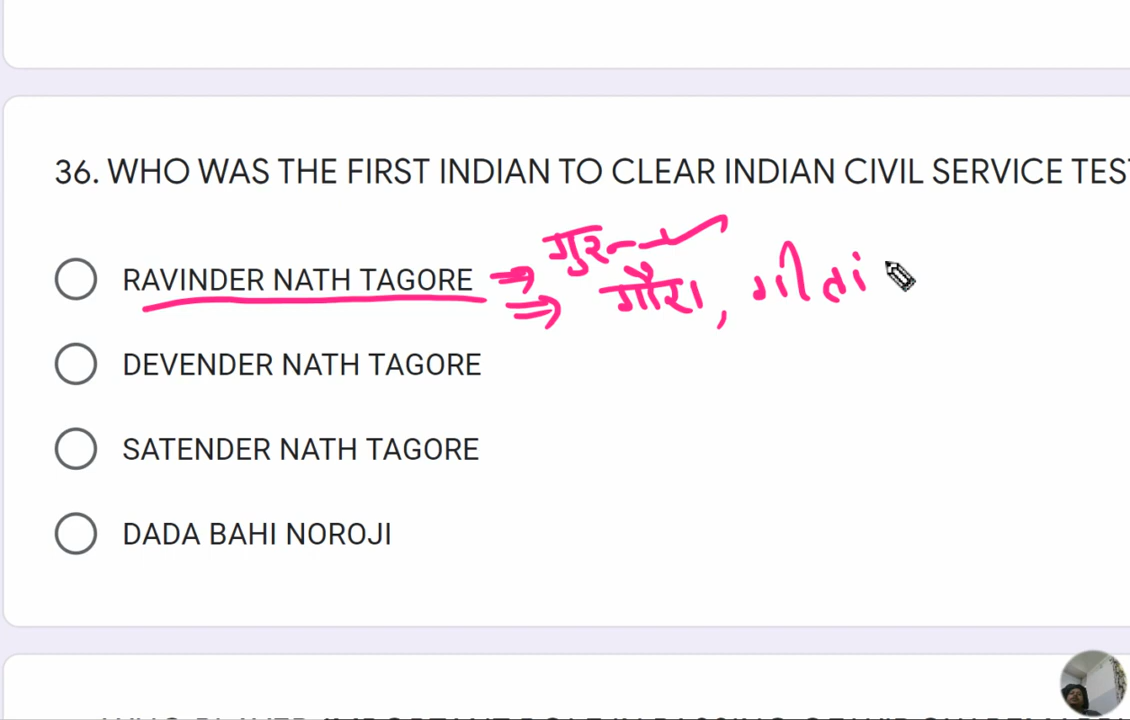 36. WHO WAS THE FIRST INDIAN TO CLEAR INDIAN CIVIL SERVICE TES
RAVINDER NATH TAGORE ⇒ गुरु
⇒ गोरा, गीतां
DEVENDER NATH TAGORE
SATENDER NATH TAGORE
DADA BAHI NOROJI